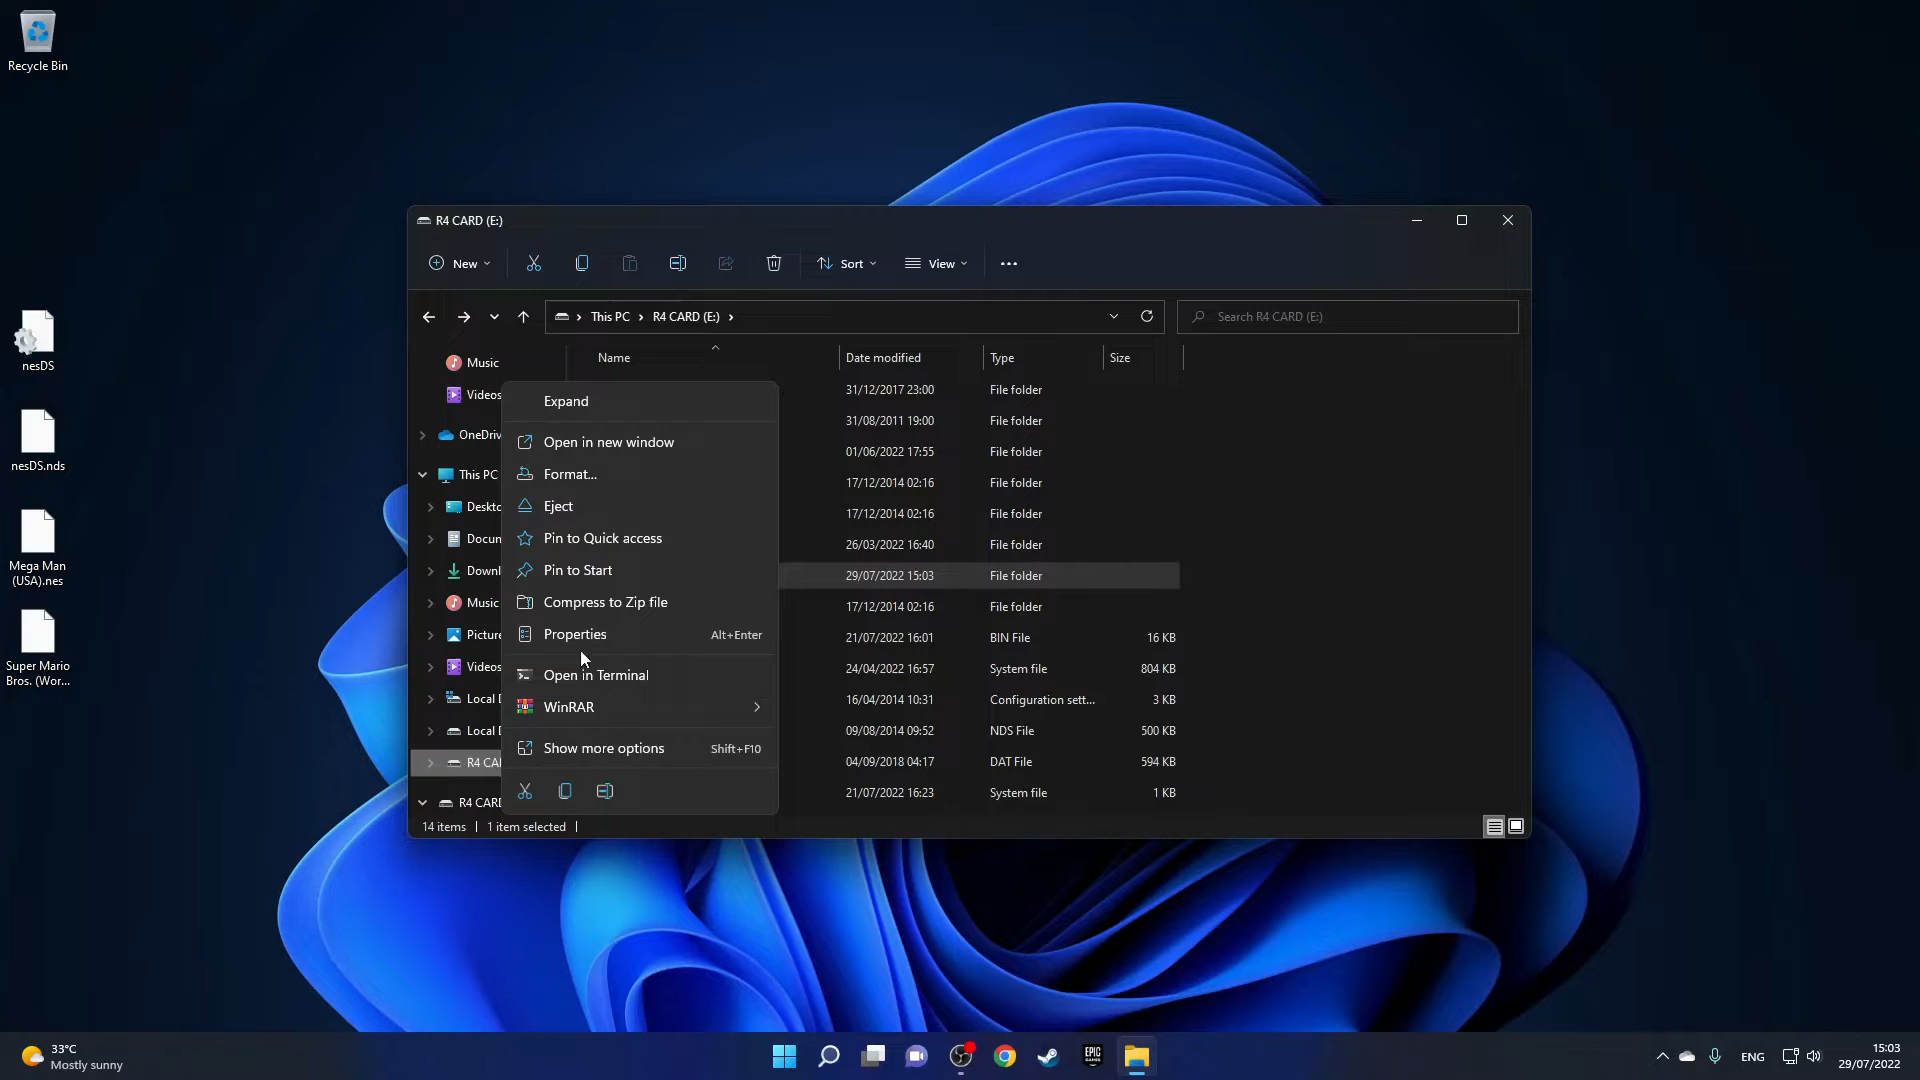 Recycle Bin
nesDS
nesDS.nds
Mega Man
(USA).nes
Super Mario
Bros. (Wor...
R4 CARD (E:)
New
Sort
View
This PC
R4 CARD (E:)
Search R4 CARD (E:)
Name
Date modified
Type
Size
Music
Videos
OneDriv
This PC
Deskto
Docum
Downl
Music
Picture
Videos
Local D
Local D
R4 CAR
R4 CARD
31/12/2017 23:00 File folder
31/08/2011 19:00 File folder
01/06/2022 17:55 File folder
17/12/2014 02:16 File folder
17/12/2014 02:16 File folder
26/03/2022 16:40 File folder
29/07/2022 15:03 File folder
17/12/2014 02:16 File folder
21/07/2022 16:01 BIN File 16 KB
24/04/2022 16:57 System file 804 KB
16/04/2014 10:31 Configuration sett... 3 KB
09/08/2014 09:52 NDS File 500 KB
04/09/2018 04:17 DAT File 594 KB
21/07/2022 16:23 System file 1 KB
Expand
Open in new window
Format...
Eject
Pin to Quick access
Pin to Start
Compress to Zip file
Properties Alt+Enter
Open in Terminal
WinRAR
Show more options Shift+F10
14 items
1 item selected
33°C
Mostly sunny
EPIC
GAMES
ENG
15:03
29/07/2022